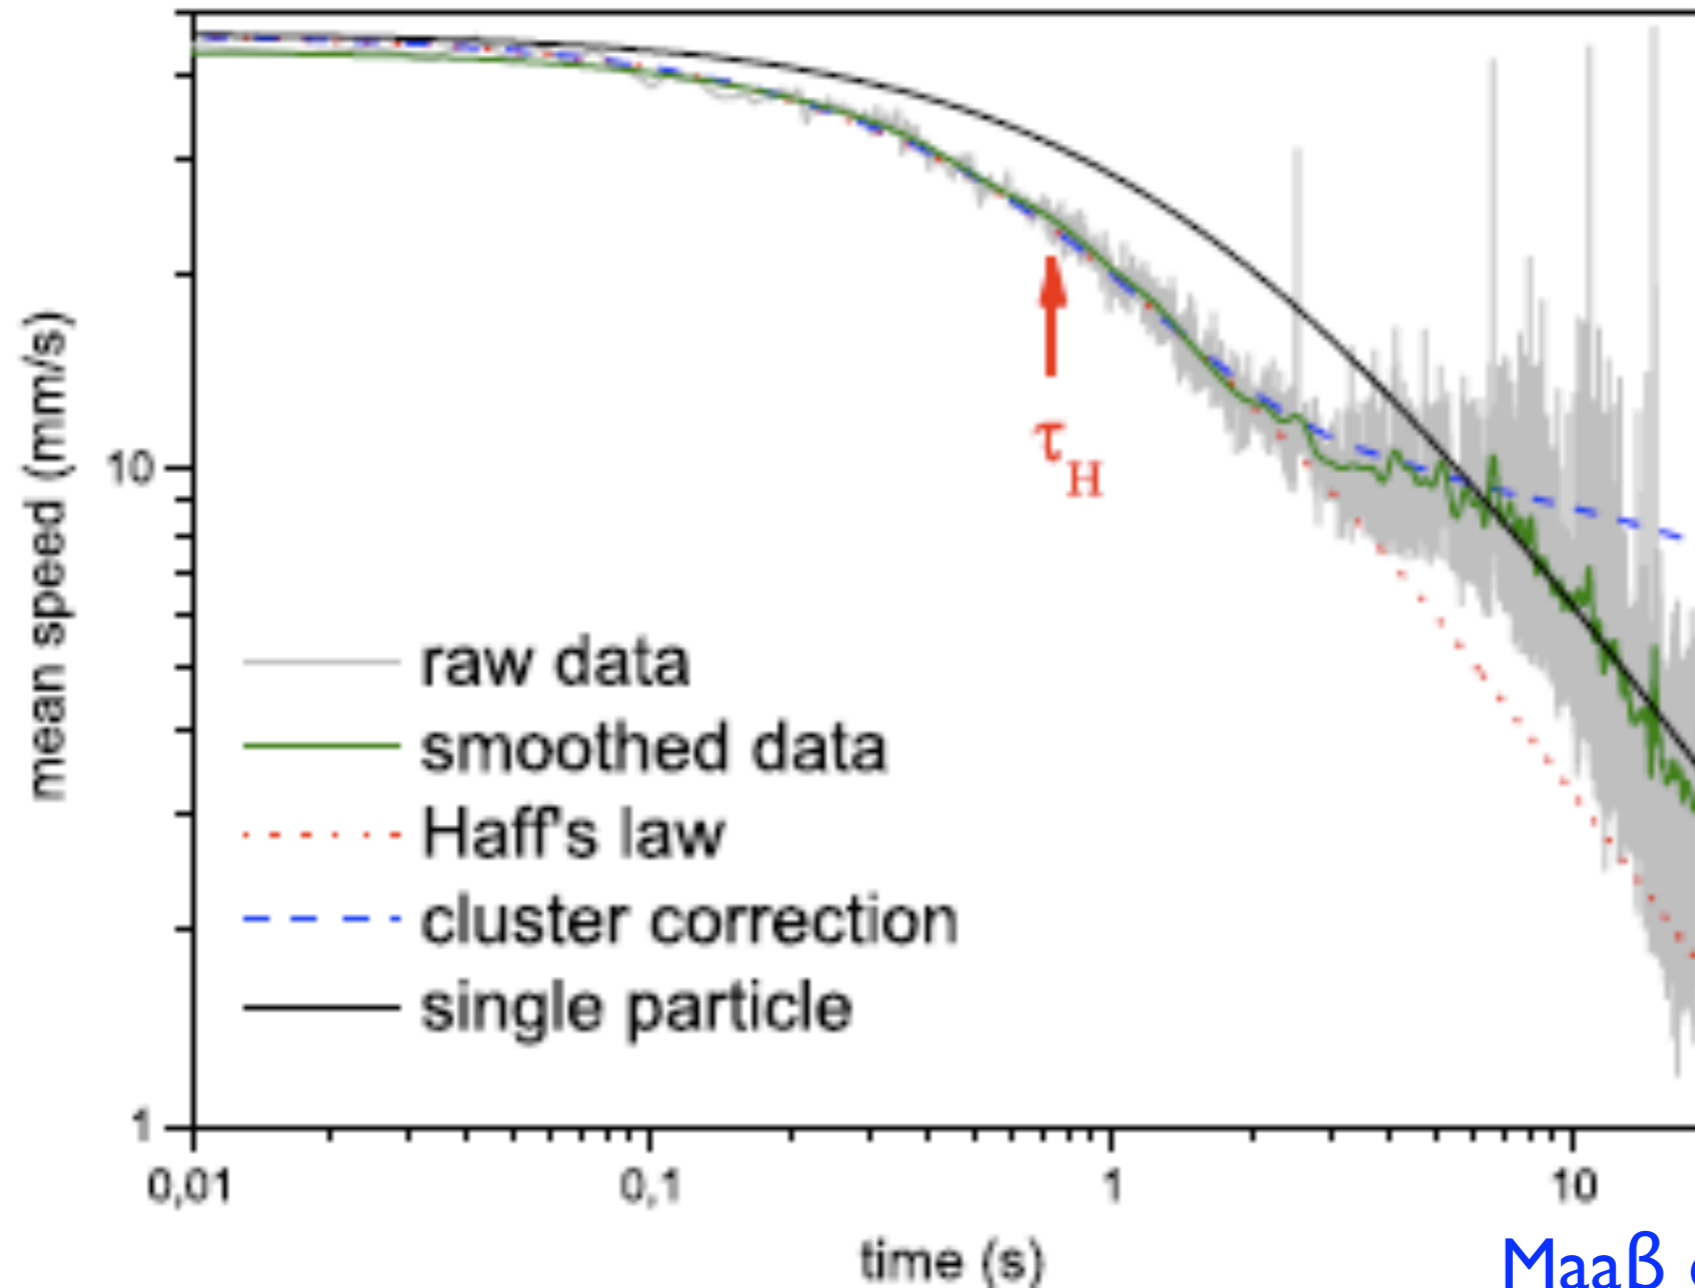 mean speed (mm/s)
10
1
τH
raw data
smoothed data
Haff's law
cluster correction
single particle
0,01
0,1
1
10
time (s)
Maaß